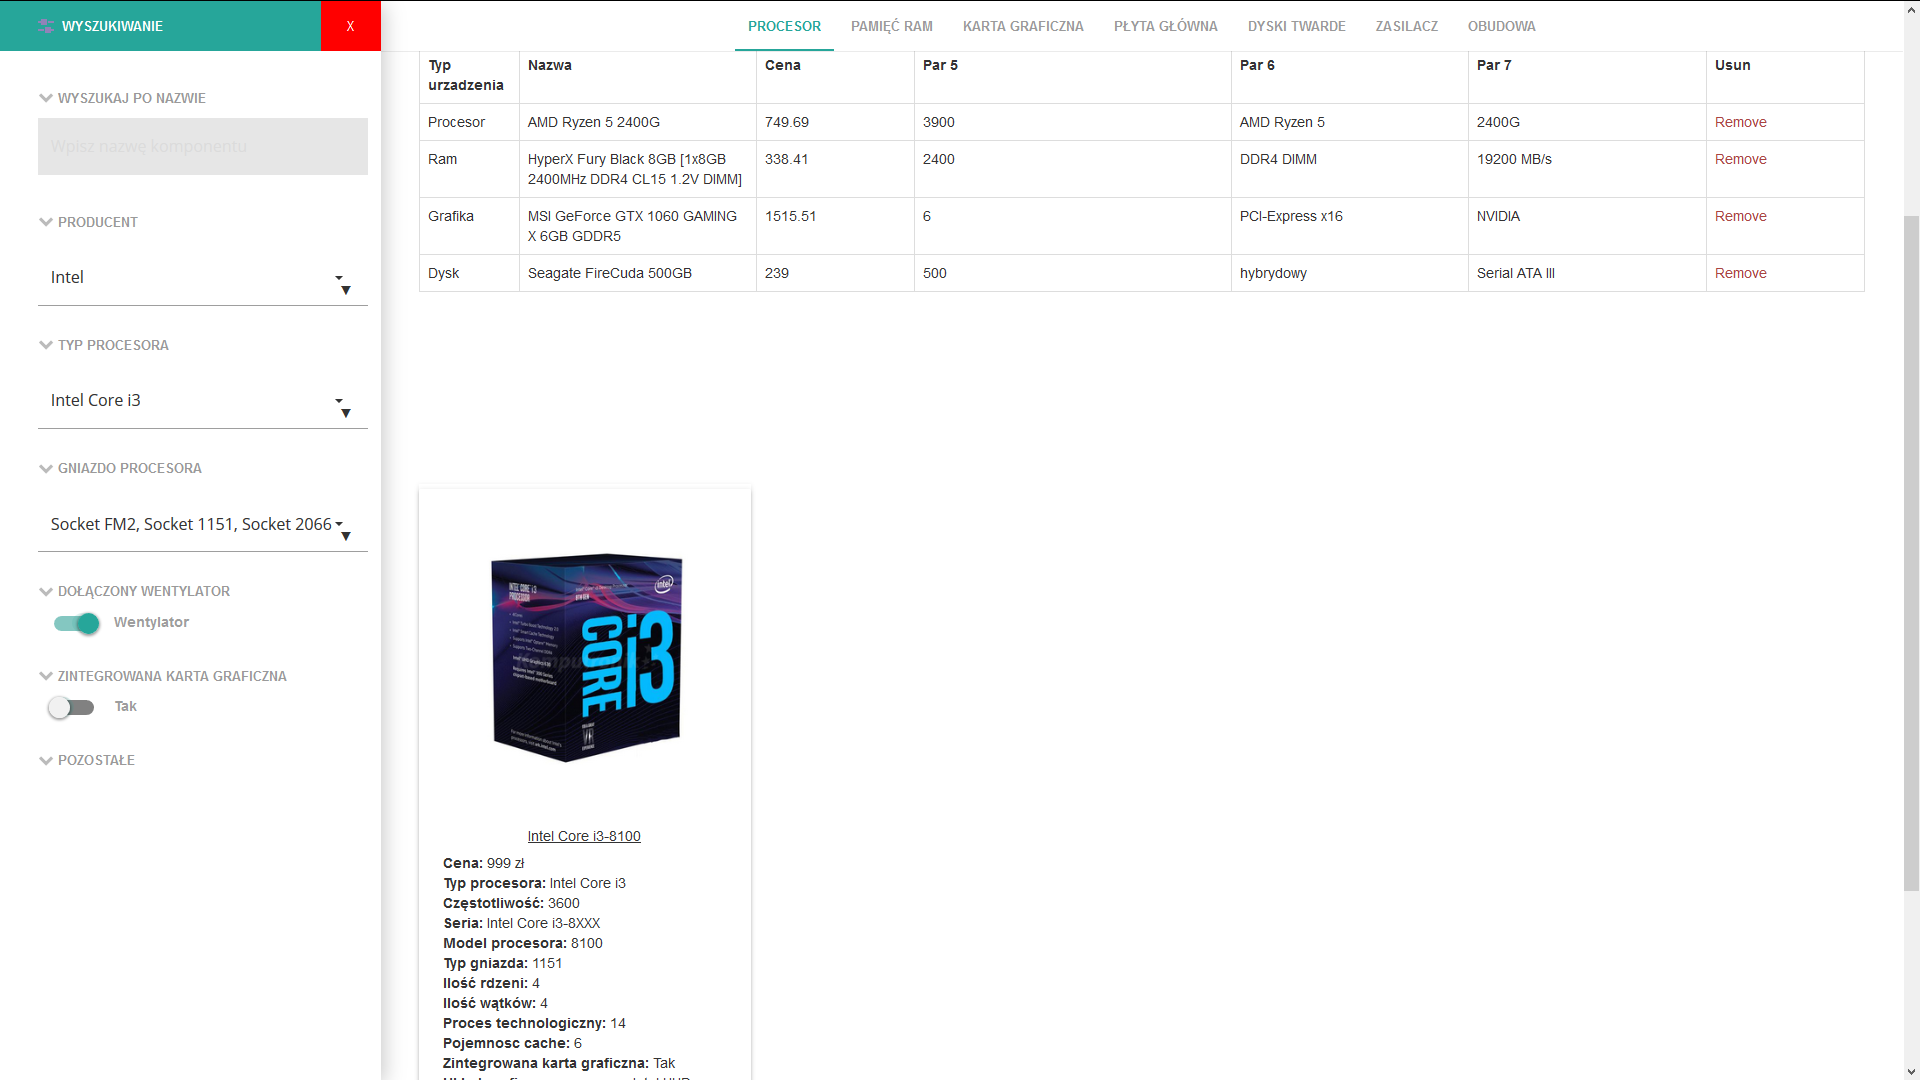 WYSZUKIWANIE
X
PROCESOR PAMIĘĆ RAM KARTA GRAFICZNA PŁYTA GŁÓWNA DYSKI TWARDE ZASILACZ OBUDOWA
WYSZUKAJ PO NAZWIE
Wpisz nazwę komponentu
PRODUCENT
Intel
TYP PROCESORA
Intel Core i3
GNIAZDO PROCESORA
Socket FM2, Socket 1151, Socket 2066
DOŁĄCZONY WENTYLATOR
Wentylator
ZINTEGROWANA KARTA GRAFICZNA
Tak
POZOSTAŁE
Typ urzadzenia Nazwa Cena Par 5 Par 6 Par 7 Usun
Procesor AMD Ryzen 5 2400G 749.69 3900 AMD Ryzen 5 2400G Remove
Ram HyperX Fury Black 8GB [1x8GB 2400MHz DDR4 CL15 1.2V DIMM] 338.41 2400 DDR4 DIMM 19200 MB/s Remove
Grafika MSI GeForce GTX 1060 GAMING X 6GB GDDR5 1515.51 6 PCI-Express x16 NVIDIA Remove
Dysk Seagate FireCuda 500GB 239 500 hybrydowy Serial ATA III Remove
INTEL CORE i3
PROCESSOR
intel
CORE i3
Intel Core i3-8100
Cena: 999 zł
Typ procesora: Intel Core i3
Częstotliwość: 3600
Seria: Intel Core i3-8XXX
Model procesora: 8100
Typ gniazda: 1151
Ilość rdzeni: 4
Ilość wątków: 4
Proces technologiczny: 14
Pojemnosc cache: 6
Zintegrowana karta graficzna: Tak